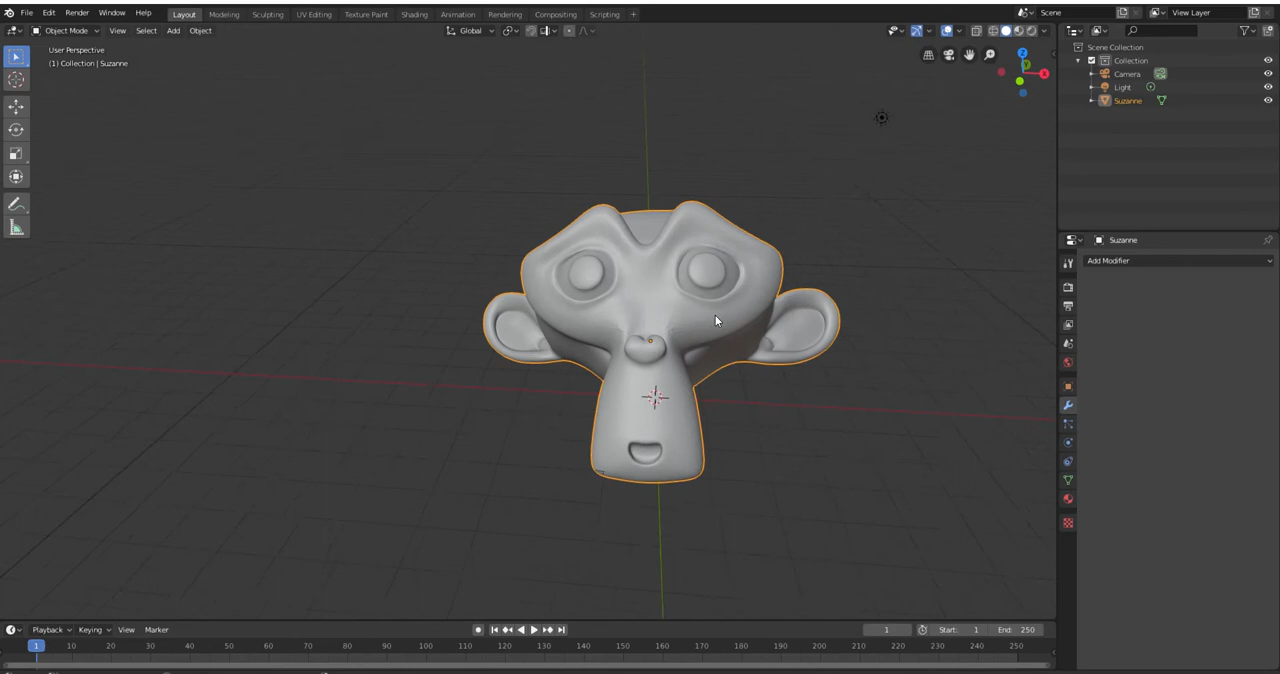 File Edit Render Window Help Layout Modeling Sculpting UV Editing Texture Paint Shading Animation Rendering Compositing Scripting + Scene View Layer
Object Mode View Select Add Object Global
User Perspective
(1) Collection | Suzanne
Z
Y
X
Scene Collection
Collection
Camera
Light
Suzanne
Suzanne
Add Modifier
Playback Keying View Marker 1 Start: 1 End: 250
1 10 20 30 40 50 60 70 80 90 100 110 120 130 140 150 160 170 180 190 200 210 220 230 240 250